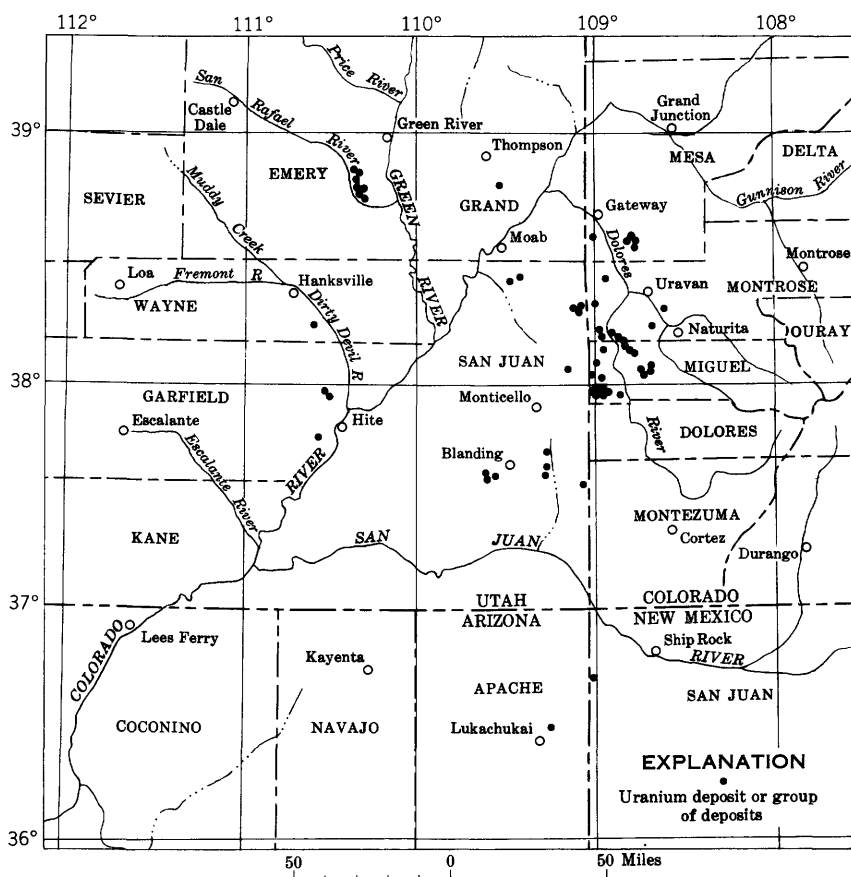 112° 111° 110° 109° 108°
Price River
San Rafael River
Castle Dale
Grand Junction
39°
Green River
Thompson
MESA
DELTA
EMERY
Gunnison River
SEVIER
Muddy Creek
GREEN RIVER
GRAND
Gateway
Moab
Dolores River
Montrose
Loa
Fremont R
Hanksville
Uravan
MONTROSE
WAYNE
Dirty Devil R
Naturita
OURAY
SAN JUAN
MIGUEL
38°
GARFIELD
Monticello
Escalante
Hite
DOLORES
Escalante River
Blanding
KANE
SAN JUAN RIVER
MONTEZUMA
Cortez
Durango
37°
UTAH
COLORADO
ARIZONA
NEW MEXICO
COLORADO RIVER
Lees Ferry
Ship Rock
Kayenta
APACHE
SAN JUAN
COCONINO
NAVAJO
Lukachukai
EXPLANATION
Uranium deposit or group
of deposits
36°
50 0 50 Miles